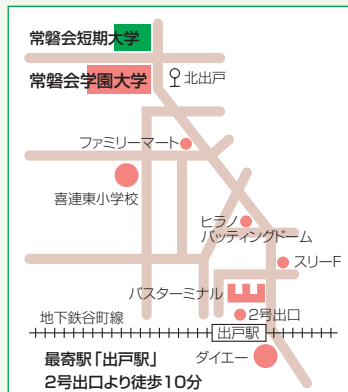 常磐会短期大学
常磐会学園大学
北出戸
ファミリーマート
喜連東小学校
ヒラノ
バッティングドーム
スリーF
バスターミナル
2号出口
地下鉄谷町線
出戸駅
最寄駅「出戸駅」
ダイエー
2号出口より徒歩10分